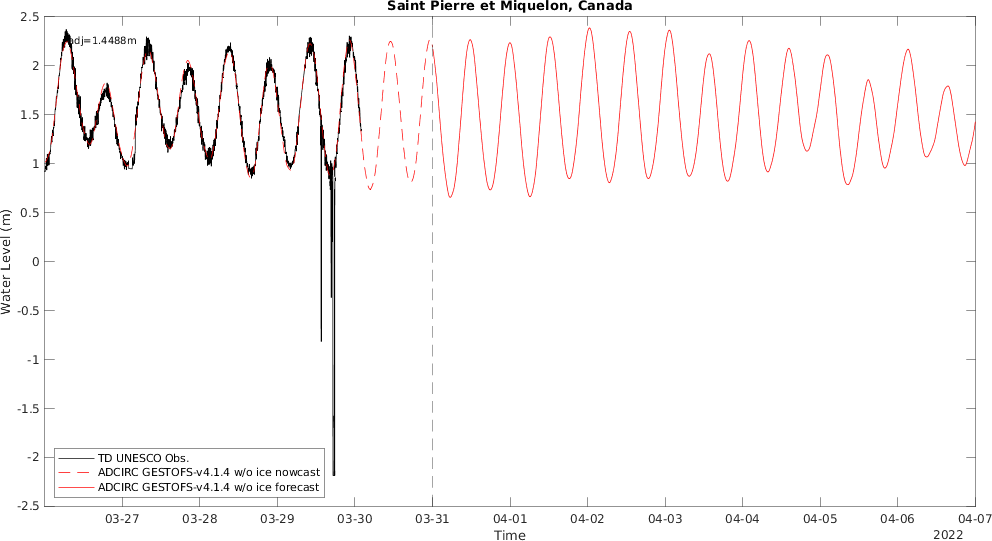 Saint Pierre et Miquelon, Canada
adj=1.4488m
2.5
2
1.5
1
0.5
0
-0.5
-1
-1.5
-2
-2.5
Water Level (m)
TD UNESCO Obs.
ADCIRC GESTOFS-v4.1.4 w/o ice nowcast
ADCIRC GESTOFS-v4.1.4 w/o ice forecast
03-27 03-28 03-29 03-30 03-31 04-01 04-02 04-03 04-04 04-05 04-06 04-07
Time
2022